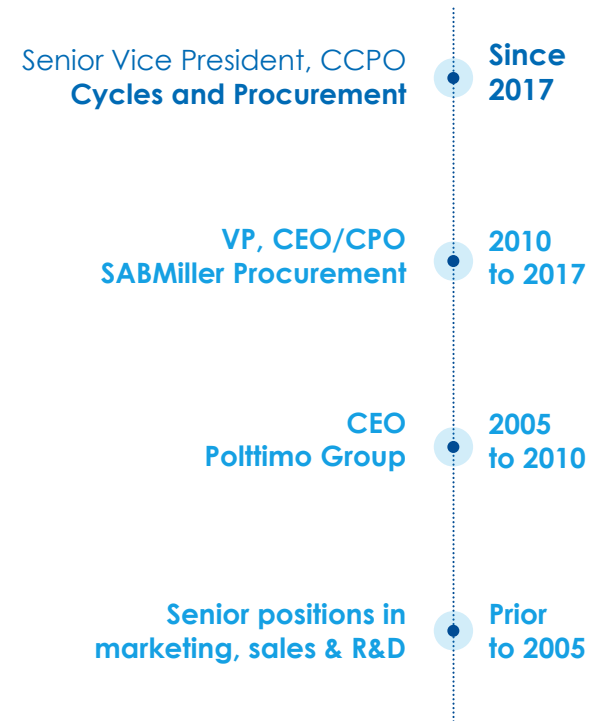 Senior Vice President, CCPO
Cycles and Procurement
Since
2017
VP, CEO/CPO
SABMiller Procurement
2010
to 2017
CEO
Polttimo Group
2005
to 2010
Senior positions in
marketing, sales & R&D
Prior
to 2005